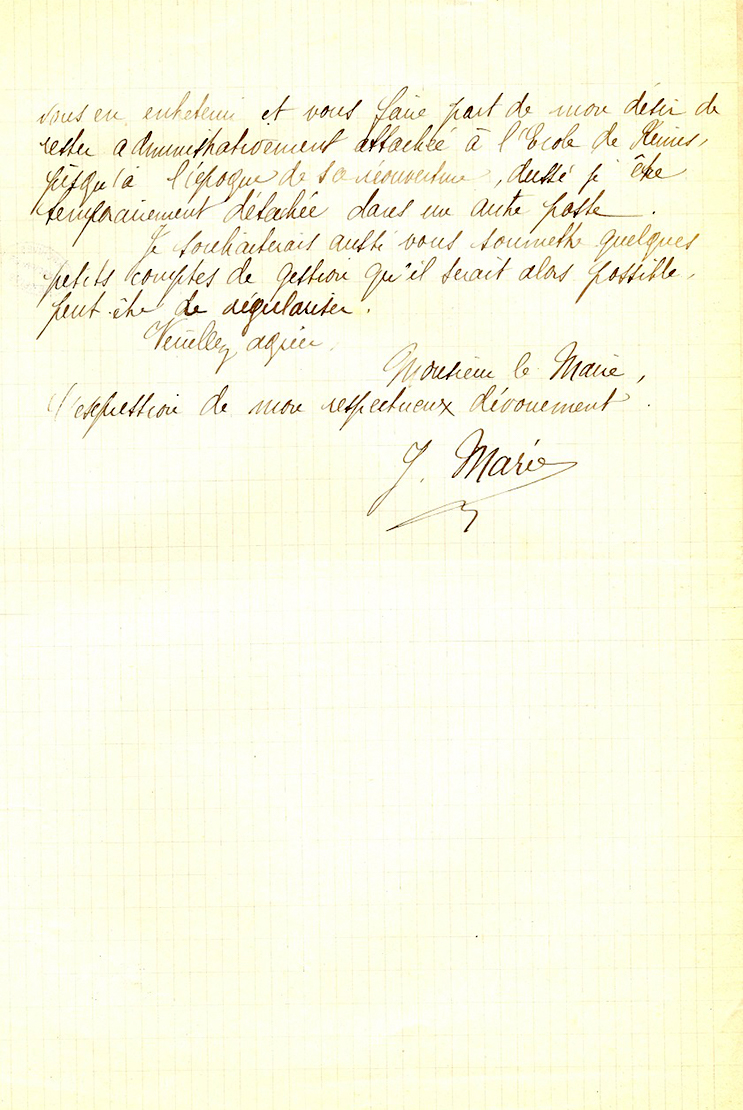 vous en entretenir et vous faire part de mon désir de
rester administrativement attachée à l'Ecole de Reims,
jusqu'à l'époque de sa réouverture, dussé je être
temporairement détachée dans un autre poste.
Je souhaiterais aussi vous soumettre quelques
petits comptes de gestion qu'il serait alors possible,
peut être de régulariser.
Veuillez agréer,
Monsieur le Maire,
l'expression de mon respectueux dévouement.
J. Marie